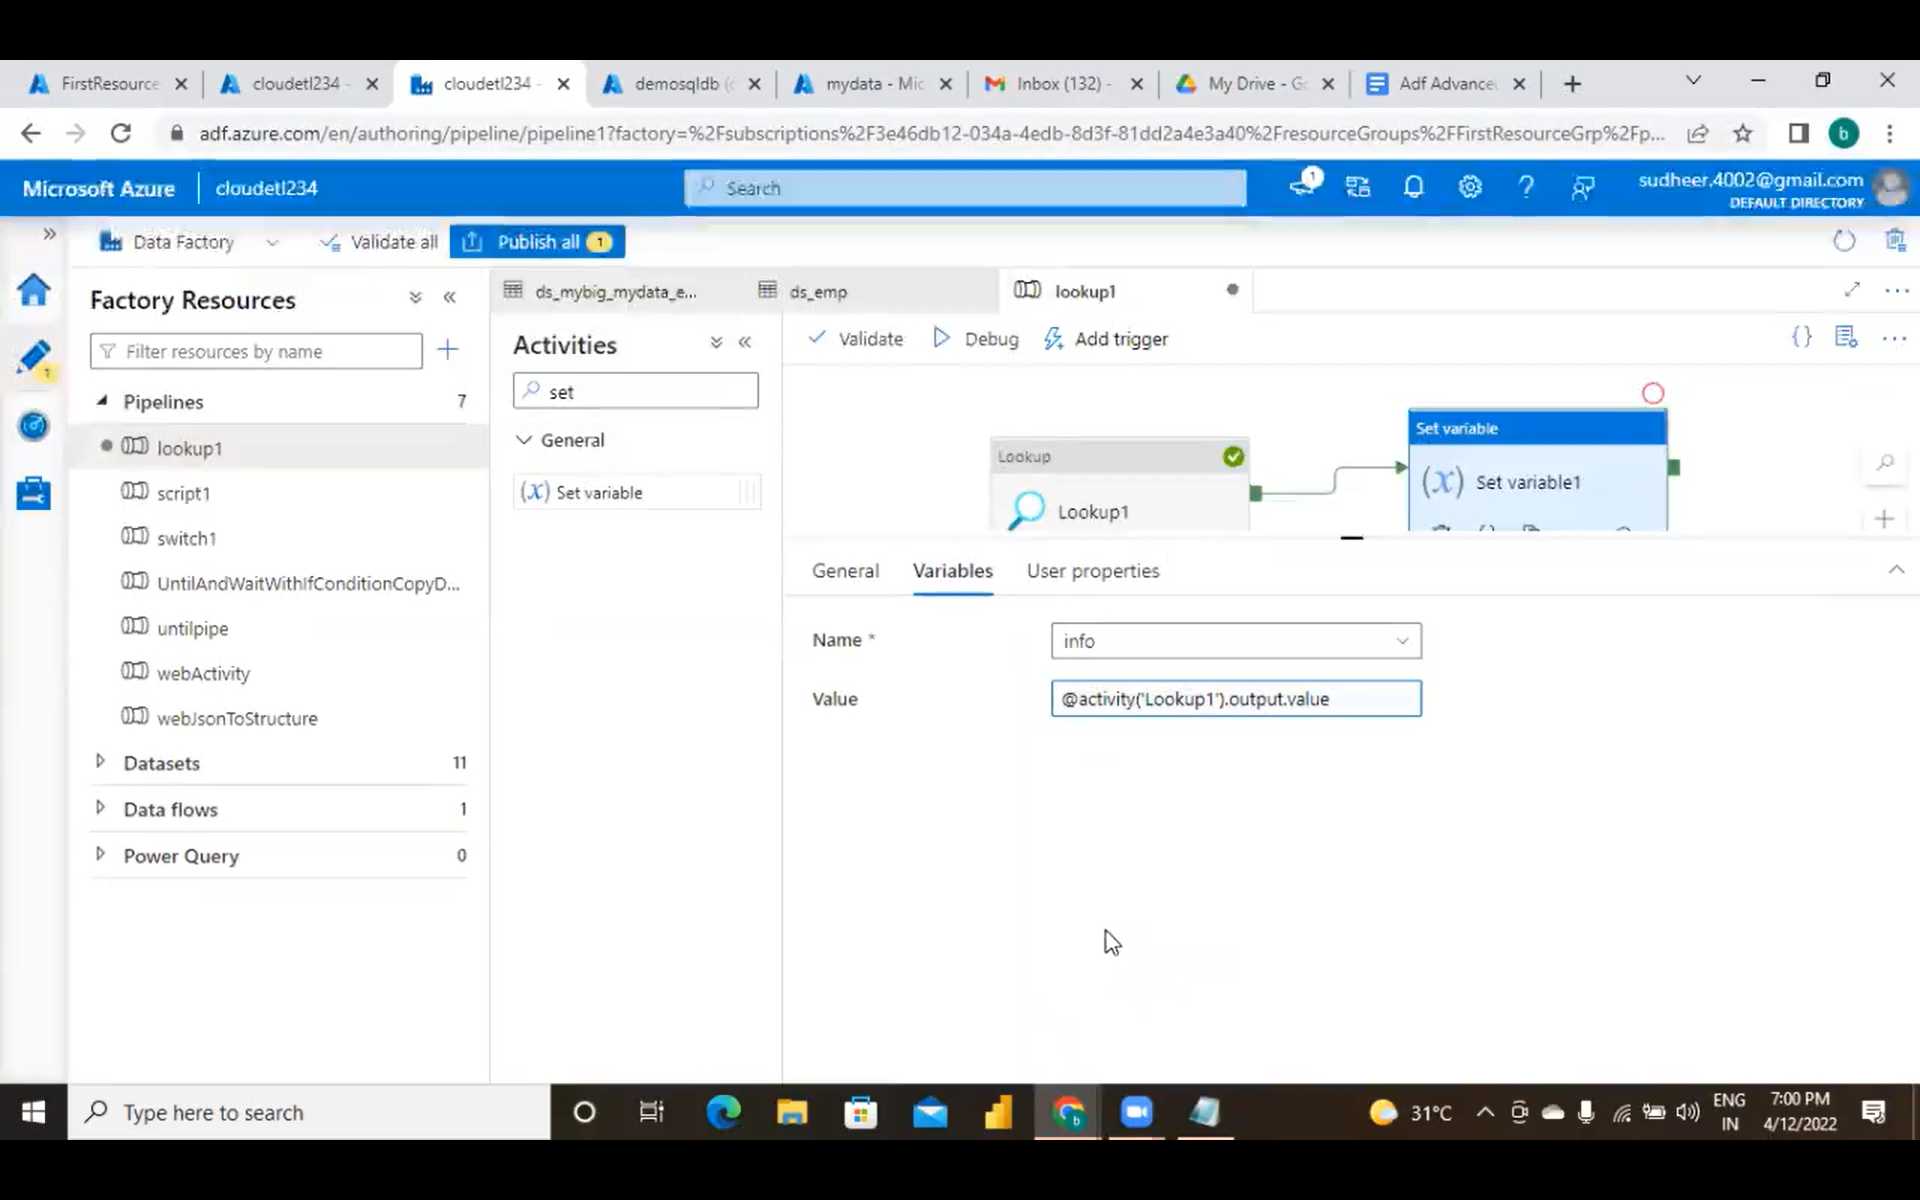 FirstResource
cloudetl234 -
cloudetl234 -
demosqldb (
mydata - Mic
Inbox (132) -
My Drive - Go
Adf Advance
adf.azure.com/en/authoring/pipeline/pipeline1?factory=%2Fsubscriptions%2F3e46db12-034a-4edb-8d3f-81dd2a4e3a40%2FresourceGroups%2FFirstResourceGrp%2Fp...
b
Microsoft Azure
cloudetl234
Search
1
sudheer.4002@gmail.com
DEFAULT DIRECTORY
Data Factory
Validate all
Publish all 1
Factory Resources
ds_mybig_mydata_e...
ds_emp
lookup1
Filter resources by name
Activities
Validate
Debug
Add trigger
1
set
Pipelines 7
General
Set variable
lookup1
script1
switch1
UntilAndWaitWithIfConditionCopyD...
untilpipe
webActivity
webJsonToStructure
Datasets 11
Data flows 1
Power Query 0
Lookup
Lookup1
Set variable
(x) Set variable1
General
Variables
User properties
Name *
info
Value
@activity('Lookup1').output.value
Type here to search
31°C
ENG
IN
7:00 PM
4/12/2022